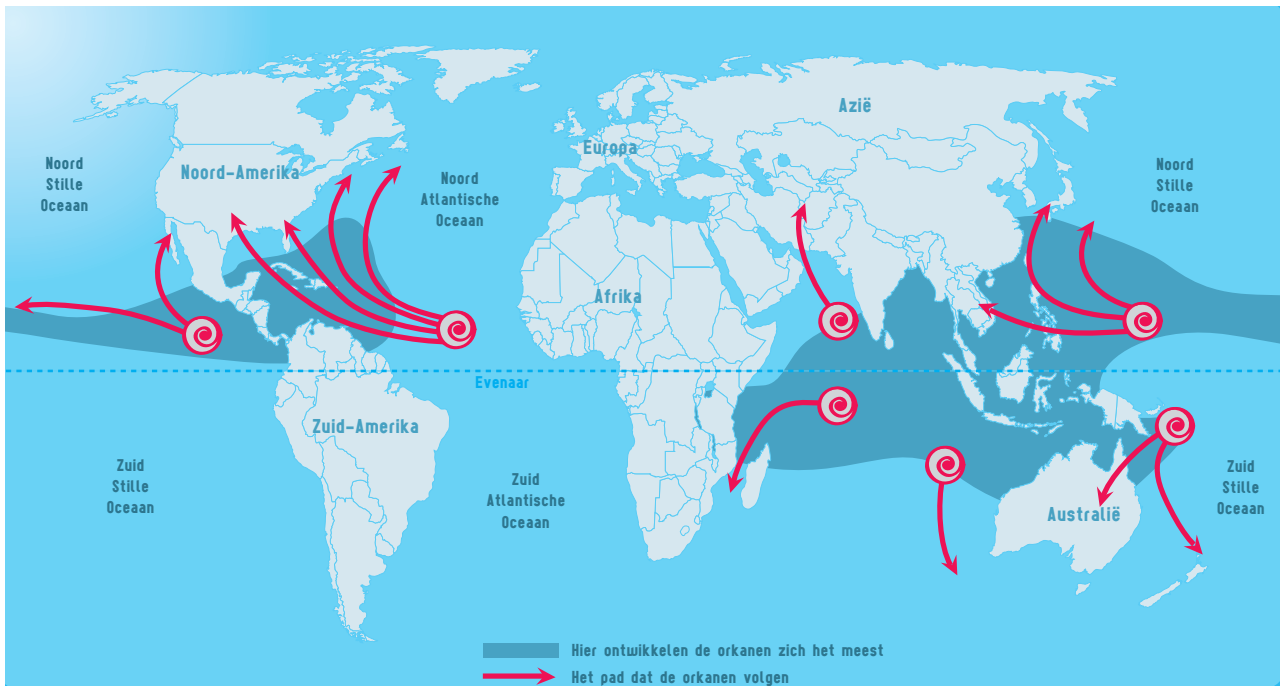 Azië
Europa
Noord
Stille
Oceaan
Noord-Amerika
Noord
Atlantische
Oceaan
Noord
Stille
Oceaan
Afrika
Evenaar
Zuid-Amerika
Zuid
Stille
Oceaan
Zuid
Atlantische
Oceaan
Australië
Zuid
Stille
Oceaan
Hier ontwikkelen de orkanen zich het meest
Het pad dat de orkanen volgen